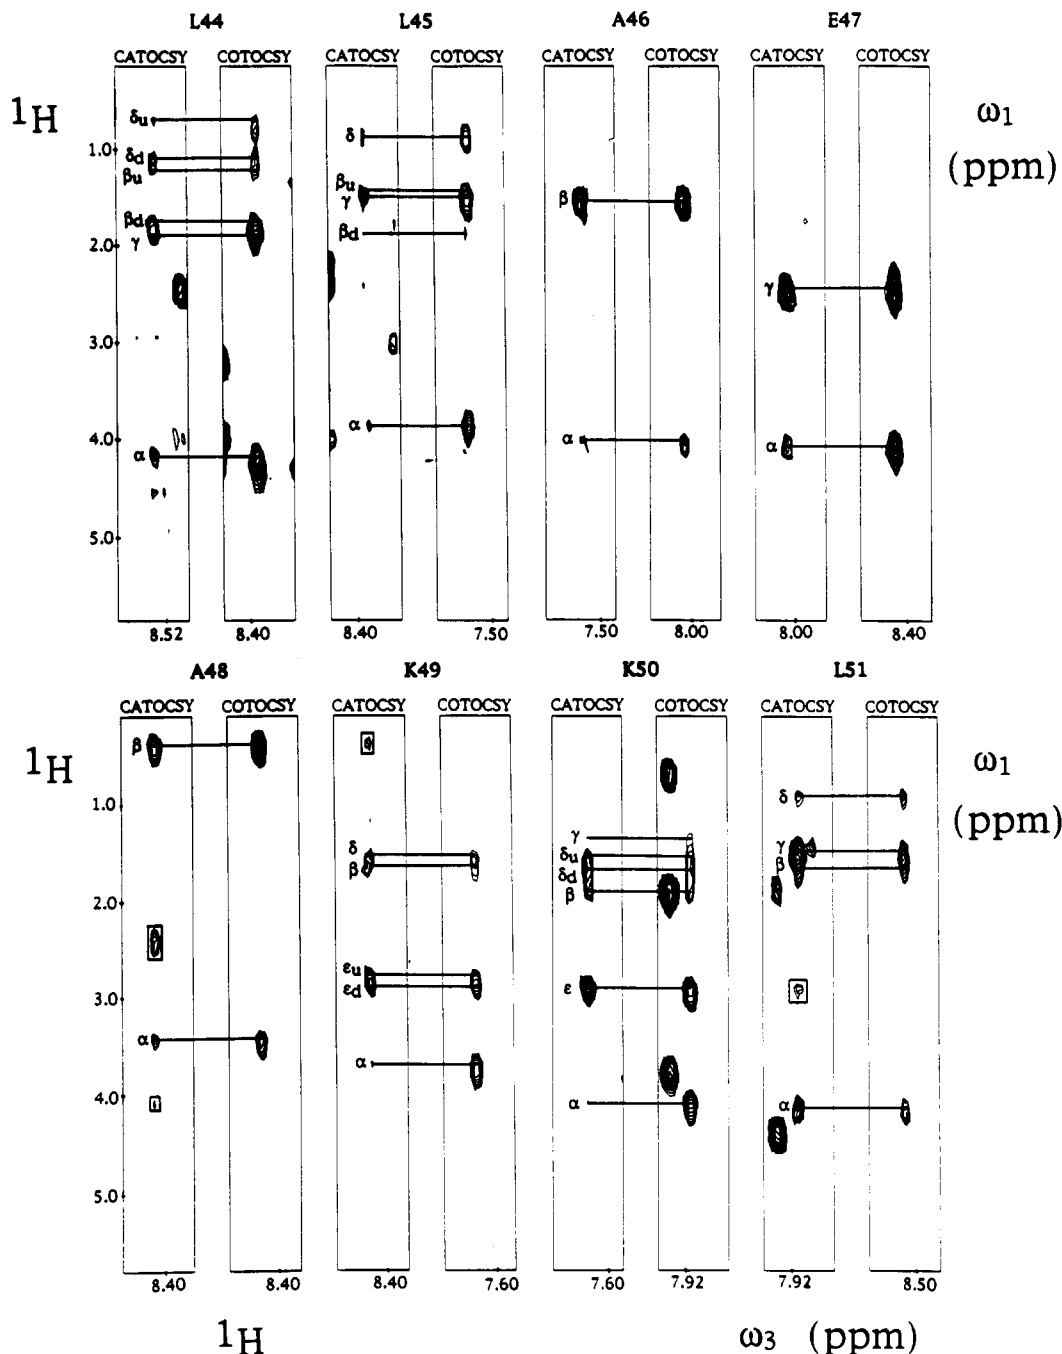 L44 L45 A46 E47
CATOCSY COTOCSY CATOCSY COTOCSY CATOCSY COTOCSY CATOCSY COTOCSY
1H ω1
(ppm)
δu
δd
βu
βd
γ
α
δ
βu
γ
βd
α
β
α
γ
α
1.0
2.0
3.0
4.0
5.0
8.52 8.40 8.40 7.50 7.50 8.00 8.00 8.40
A48 K49 K50 L51
CATOCSY COTOCSY CATOCSY COTOCSY CATOCSY COTOCSY CATOCSY COTOCSY
1H ω1
(ppm)
β
α
δ
β
εu
εd
α
γ
δu
δd
β
ε
α
δ
γ
β
α
1.0
2.0
3.0
4.0
5.0
8.40 8.40 8.40 7.60 7.60 7.92 7.92 8.50
1H ω3 (ppm)